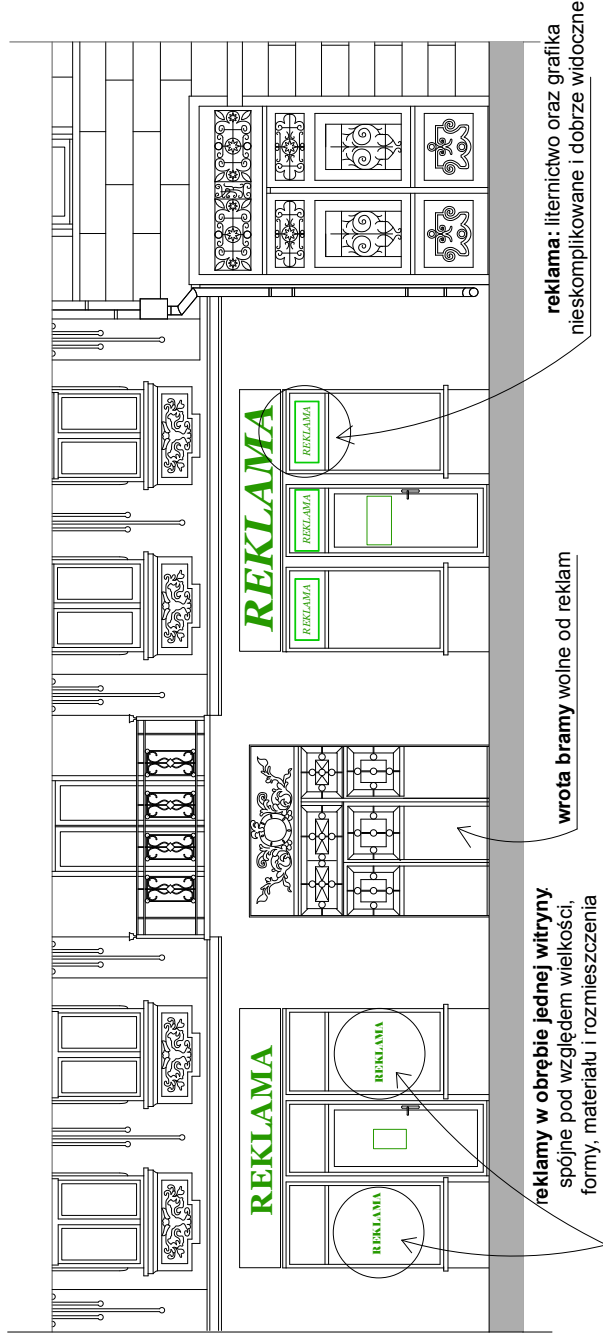 REKLAMA
REKLAMA
REKLAMA
REKLAMA
REKLAMA
REKLAMA
REKLAMA
reklamy w obrębie jednej witryny.
spójne pod względem wielkości,
formy, materiału i rozmieszczenia
wrota bramy wolne od reklam
reklama: liternictwo oraz grafika
nieskomplikowane i dobrze widoczne